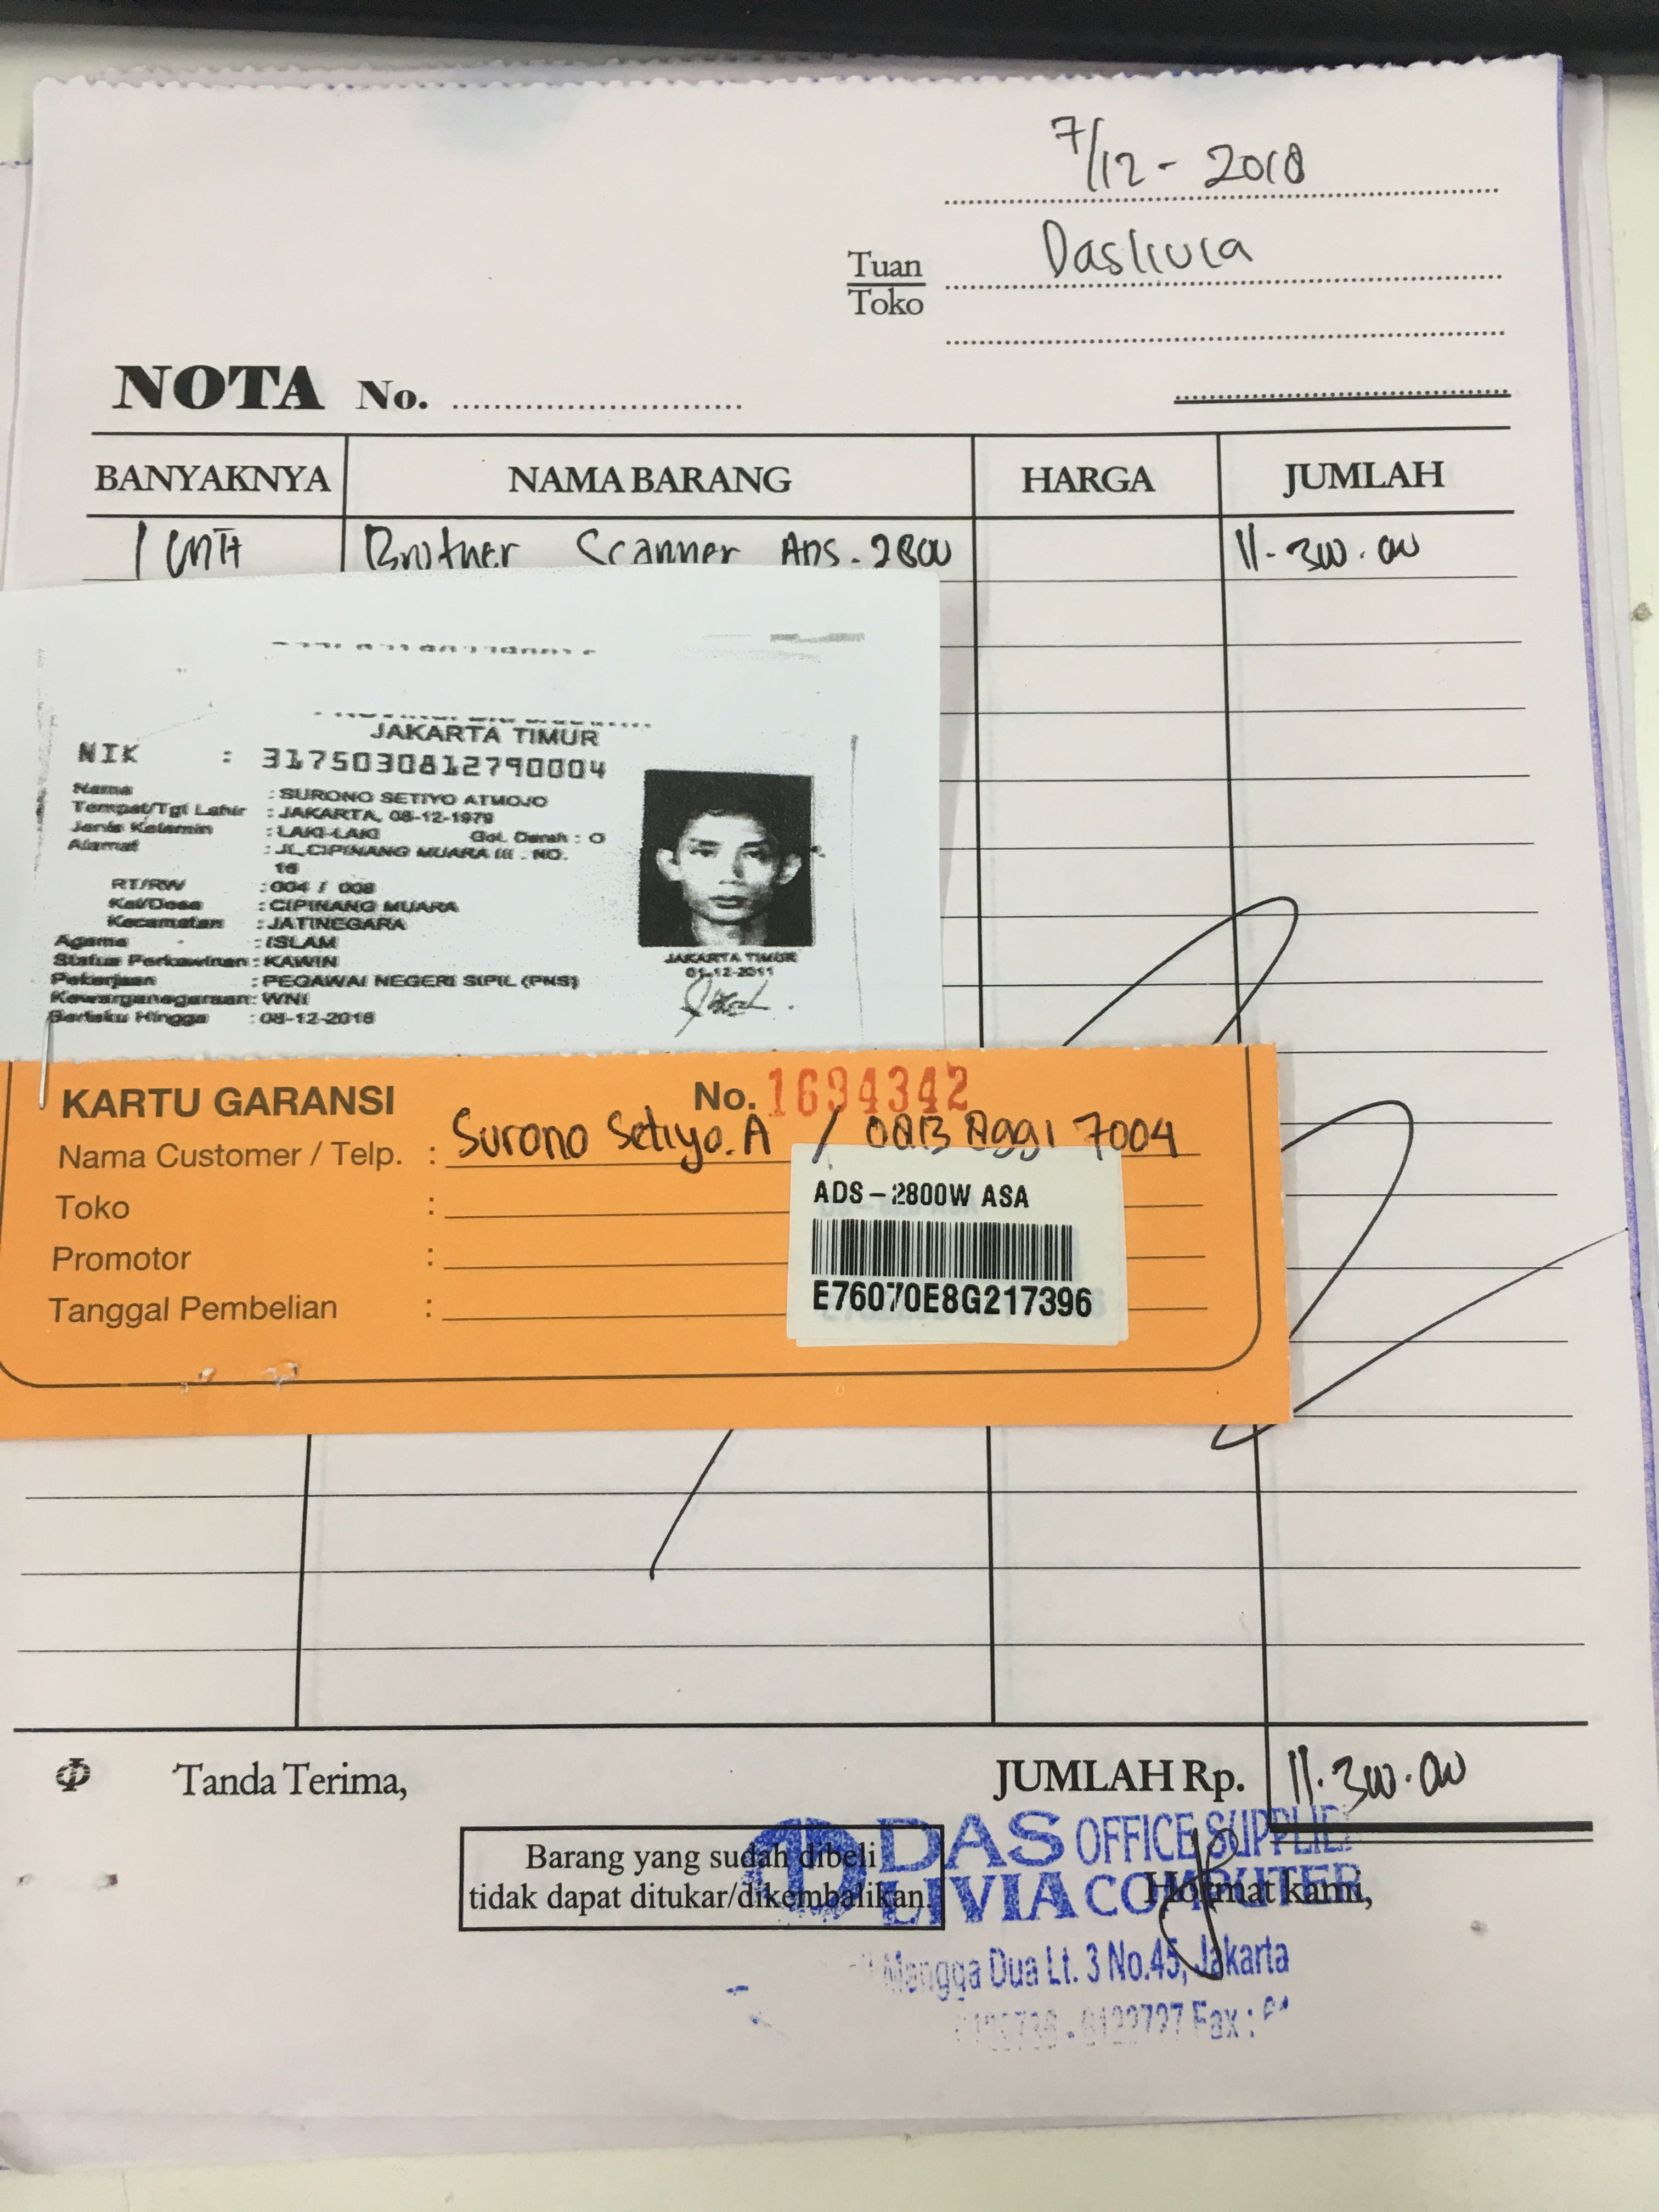 7/12 - 2018
Tuan
Toko
Daslivia
NOTA No.
BANYAKNYA NAMA BARANG HARGA JUMLAH
1 unit Brother Scanner Ads-2800 11.300.000
JAKARTA TIMUR
NIK : 3175030812790004
Nama : SURONO SETIYO ATMOJO
Tempat/Tgl Lahir : JAKARTA, 08-12-1979
Jenis Kelamin : LAKI-LAKI Gol. Darah : O
Alamat : JL.CIPINANG MUARA III . NO.
16
RT/RW : 004 / 008
Kel/Desa : CIPINANG MUARA
Kecamatan : JATINEGARA
Agama : ISLAM
Status Perkawinan : KAWIN
Pekerjaan : PEGAWAI NEGERI SIPIL (PNS)
Kewarganegaraan : WNI
Berlaku Hingga : 08-12-2016
JAKARTA TIMUR
01-12-2011
KARTU GARANSI No. 1694342
Nama Customer / Telp. : Surono Setiyo.A / 7004
Toko :
Promotor :
Tanggal Pembelian :
ADS-2800W ASA
E76070E8G217396
Tanda Terima, JUMLAH Rp. 11.300.000
Barang yang sudah dibeli
tidak dapat ditukar/dikembalikan
DAS OFFICE SUPPLIE
LIVIA COMPUTER
Hormat kami,
Mangga Dua Lt. 3 No.45, Jakarta
6122727 Fax :